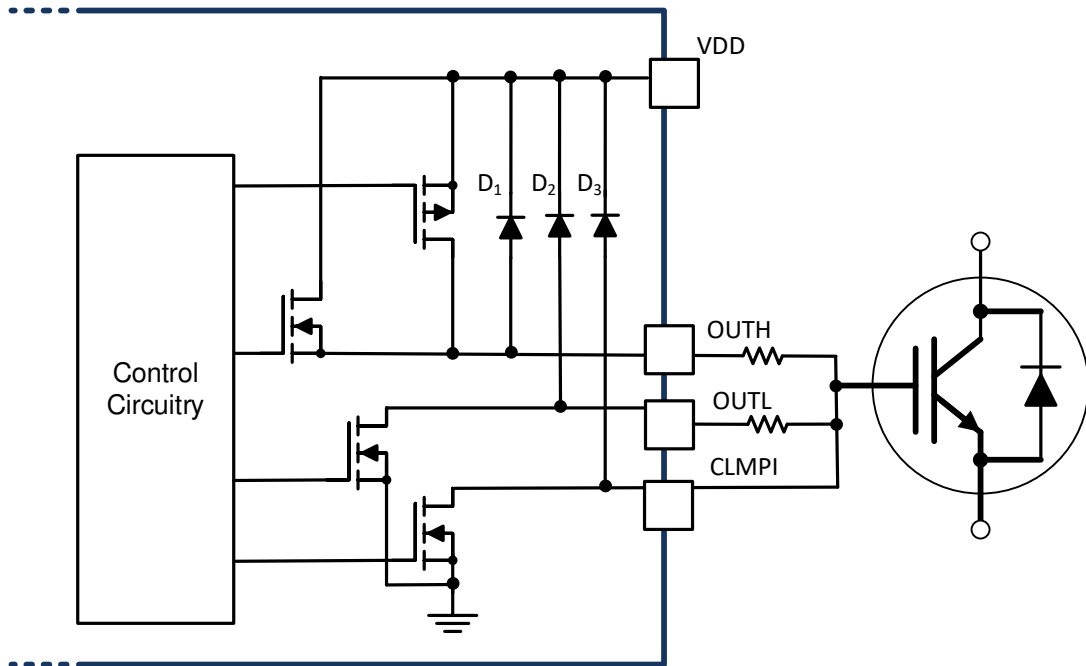 VDD
D₁ D₂ D₃
OUTH
OUTL
CLMPI
Control
Circuitry